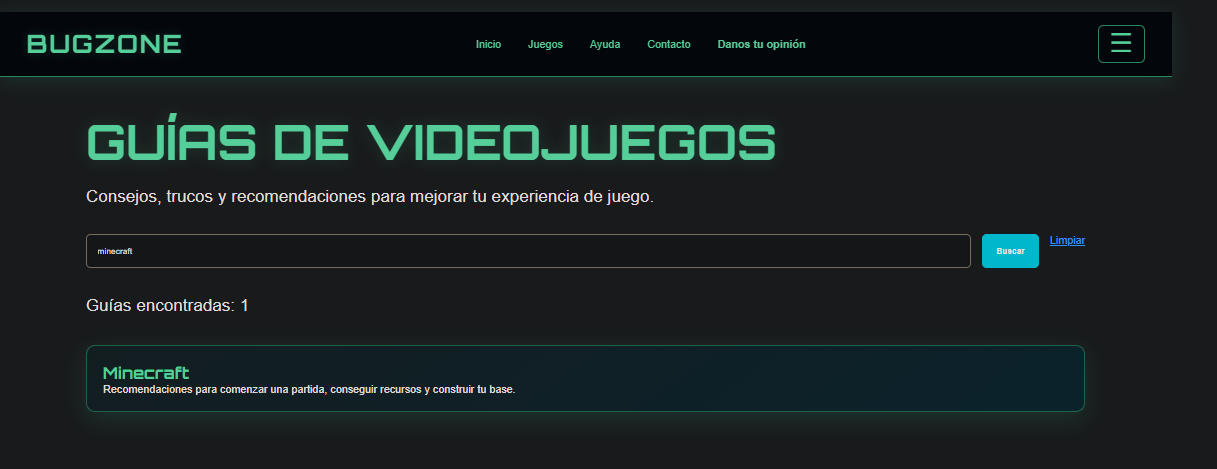 BUGZONE
Inicio Juegos Ayuda Contacto Danos tu opinión
GUÍAS DE VIDEOJUEGOS
Consejos, trucos y recomendaciones para mejorar tu experiencia de juego.
minecraft Buscar Limpiar
Guías encontradas: 1
Minecraft
Recomendaciones para comenzar una partida, conseguir recursos y construir tu base.